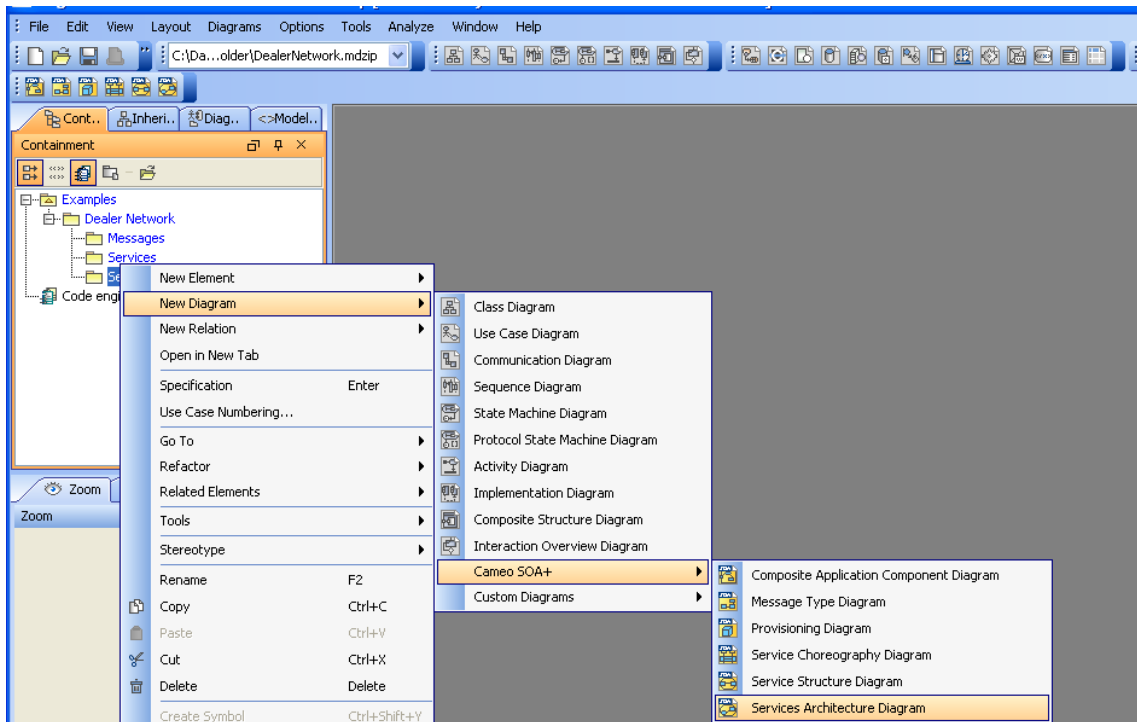 File Edit View Layout Diagrams Options Tools Analyze Window Help
C:\Da...older\DealerNetwork.mdzip
Cont.. Inheri.. Diag.. <>Model..
Containment
Examples
Dealer Network
Messages
Services
Se
Code engi
Zoom
Zoom
New Element
New Diagram
New Relation
Open in New Tab
Specification Enter
Use Case Numbering...
Go To
Refactor
Related Elements
Tools
Stereotype
Rename F2
Copy Ctrl+C
Paste Ctrl+V
Cut Ctrl+X
Delete Delete
Create Symbol Ctrl+Shift+Y
Class Diagram
Use Case Diagram
Communication Diagram
Sequence Diagram
State Machine Diagram
Protocol State Machine Diagram
Activity Diagram
Implementation Diagram
Composite Structure Diagram
Interaction Overview Diagram
Cameo SOA+
Custom Diagrams
Composite Application Component Diagram
Message Type Diagram
Provisioning Diagram
Service Choreography Diagram
Service Structure Diagram
Services Architecture Diagram